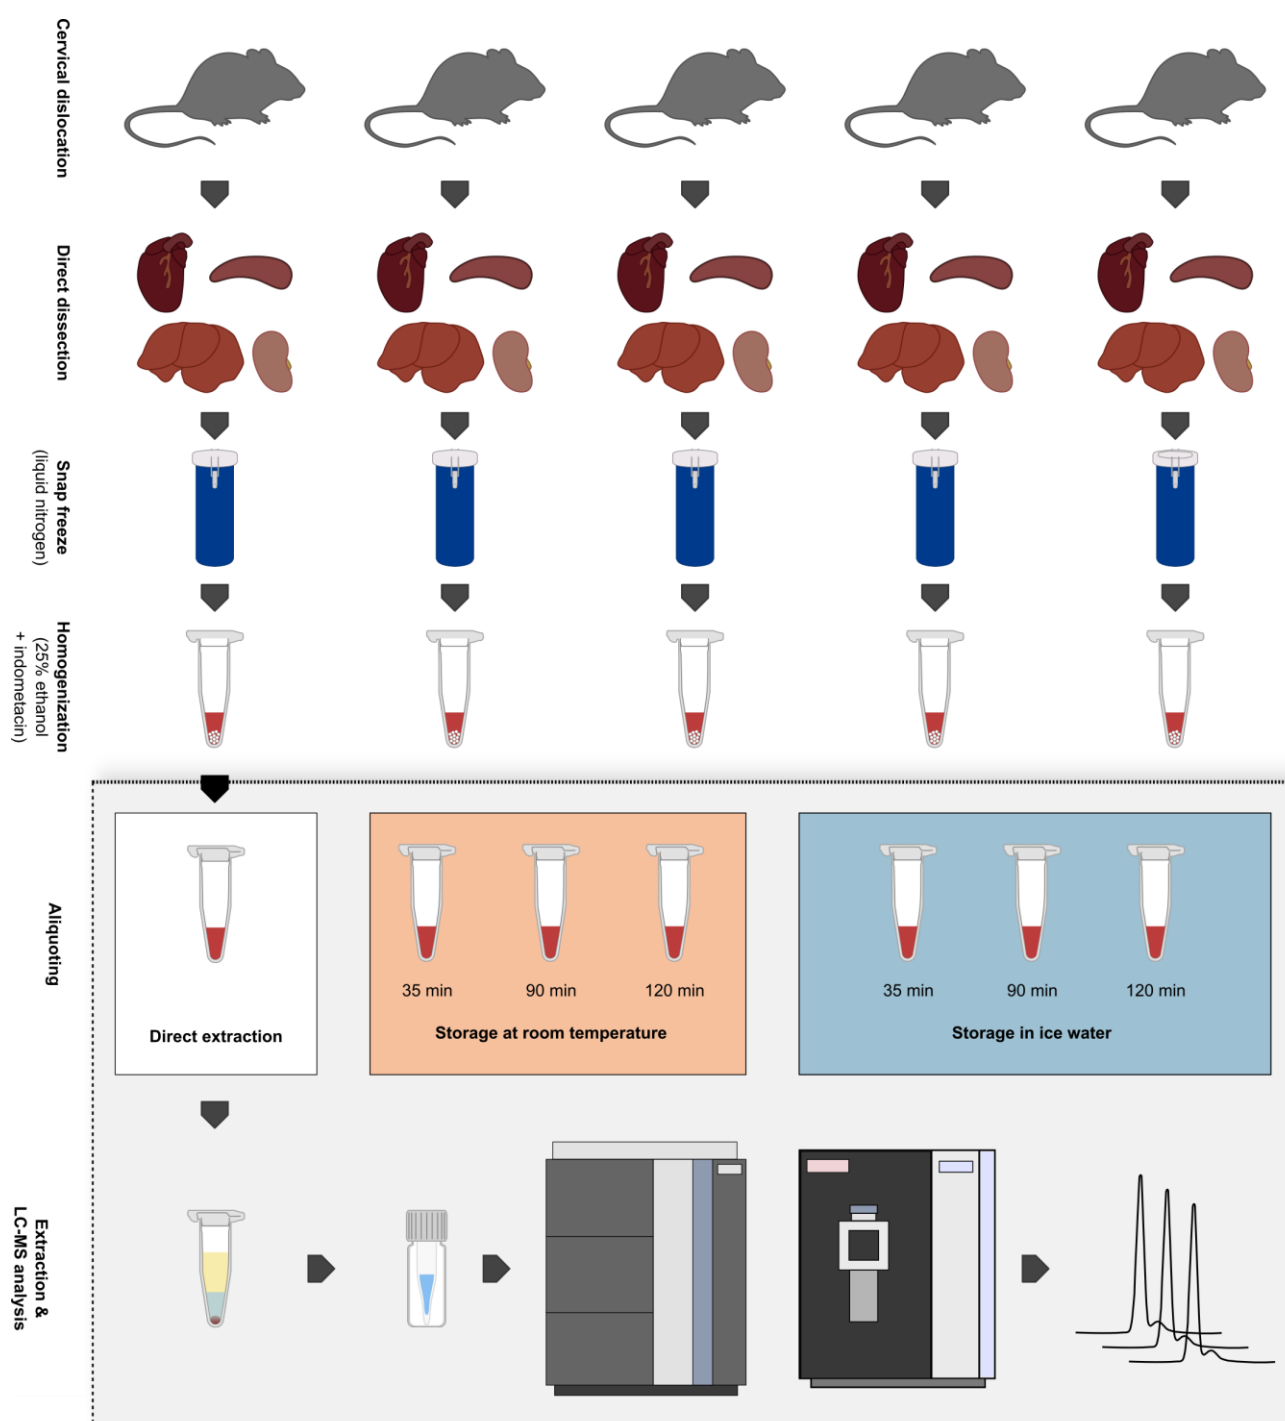 Cervical dislocation
Direct dissection
Snap freeze
(liquid nitrogen)
Homogenization
(25% ethanol
+ indometacin)
Aliquoting
35 min
90 min
120 min
35 min
90 min
120 min
Direct extraction
Storage at room temperature
Storage in ice water
Extraction &
LC-MS analysis